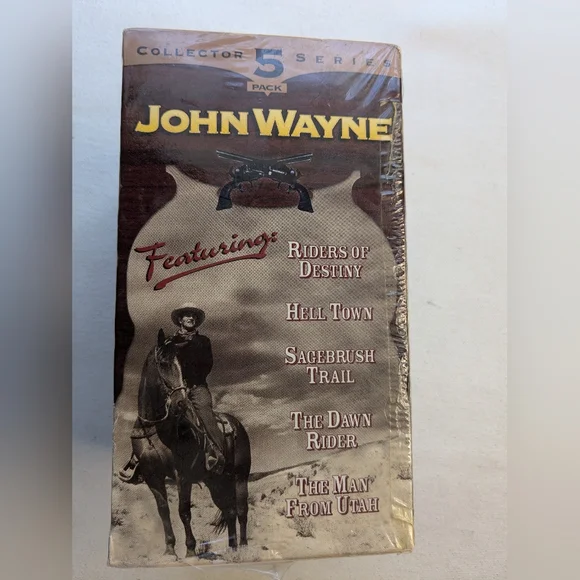 COLLECTOR 5 SERIES
PACK
JOHN WAYNE
Featuring:
RIDERS OF
DESTINY
HELL TOWN
SAGEBRUSH
TRAIL
THE DAWN
RIDER
THE MAN
FROM UTAH